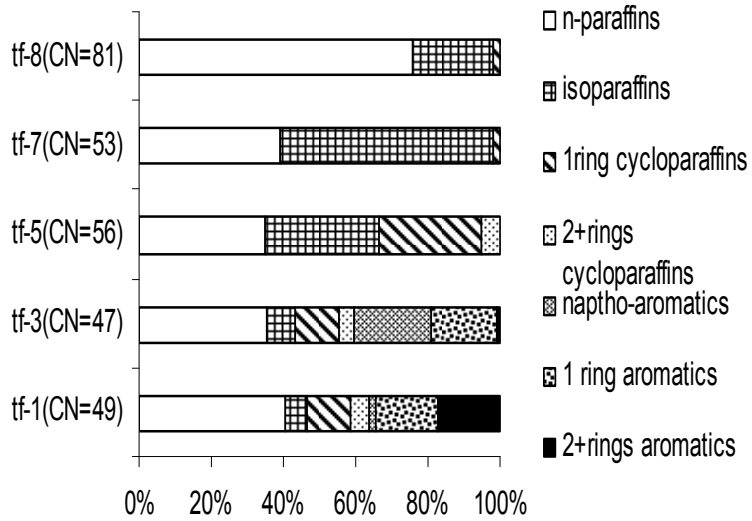 tf-8(CN=81)
tf-7(CN=53)
tf-5(CN=56)
tf-3(CN=47)
tf-1(CN=49)
0% 20% 40% 60% 80% 100%
n-paraffins
isoparaffins
1ring cycloparaffins
2+rings
cycloparaffins
naptho-aromatics
1 ring aromatics
2+rings aromatics